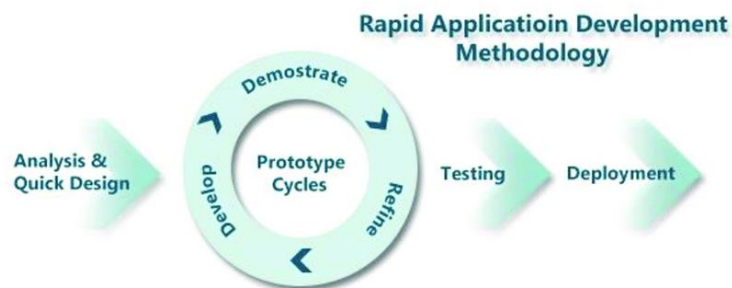 Rapid Applicatioin Development
Methodology
Analysis &
Quick Design
Demostrate
Develop
Refine
Prototype
Cycles
Testing
Deployment